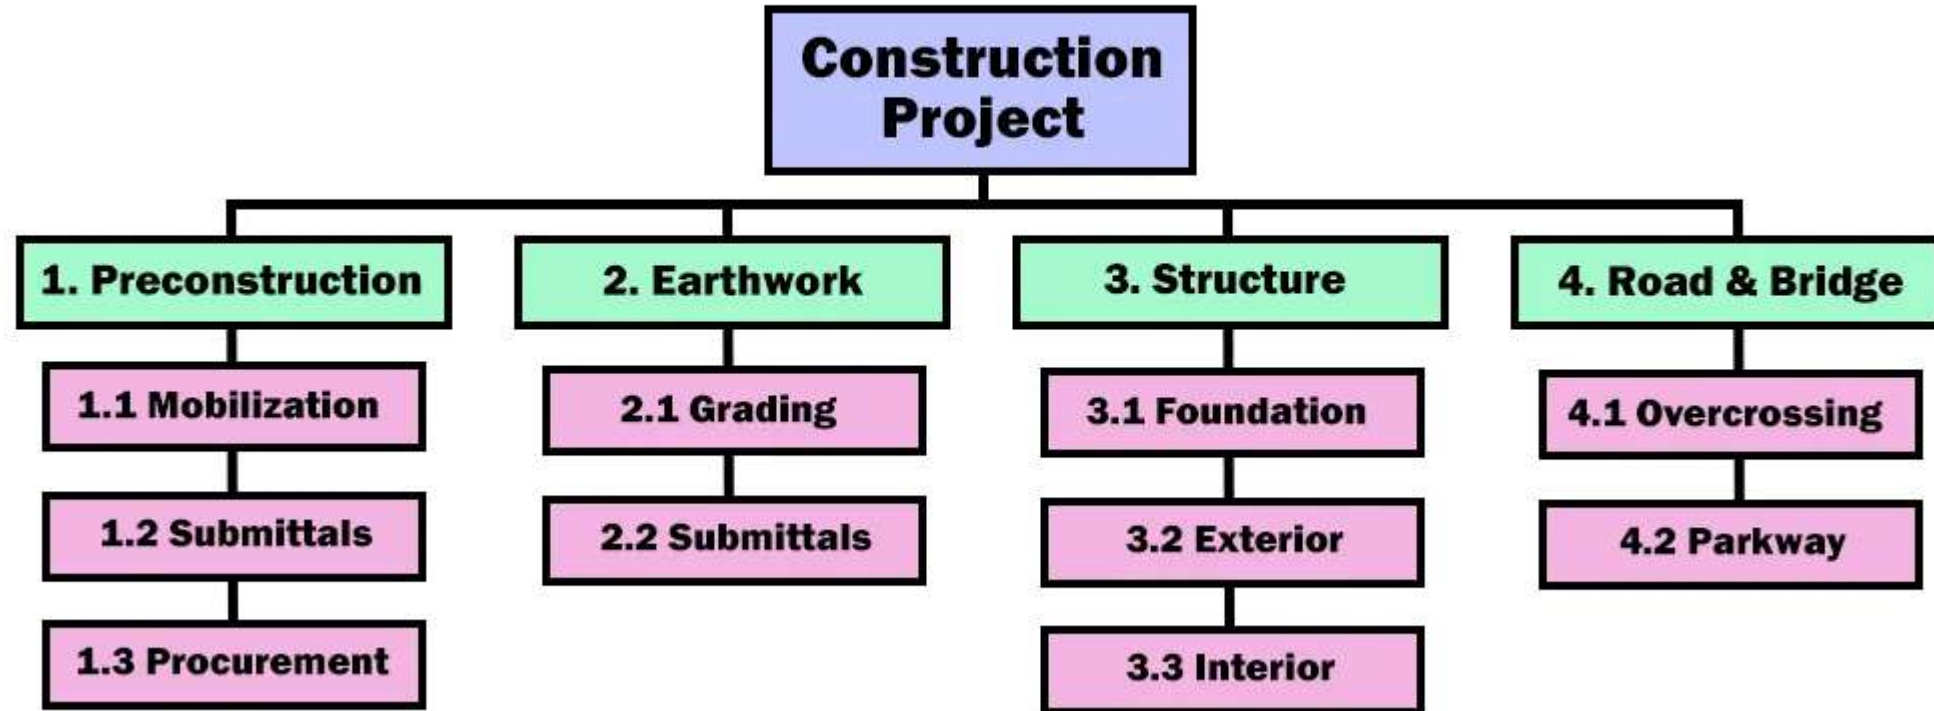 Construction
Project
1. Preconstruction
1.1 Mobilization
1.2 Submittals
1.3 Procurement
2. Earthwork
2.1 Grading
2.2 Submittals
3. Structure
3.1 Foundation
3.2 Exterior
3.3 Interior
4. Road & Bridge
4.1 Overcrossing
4.2 Parkway